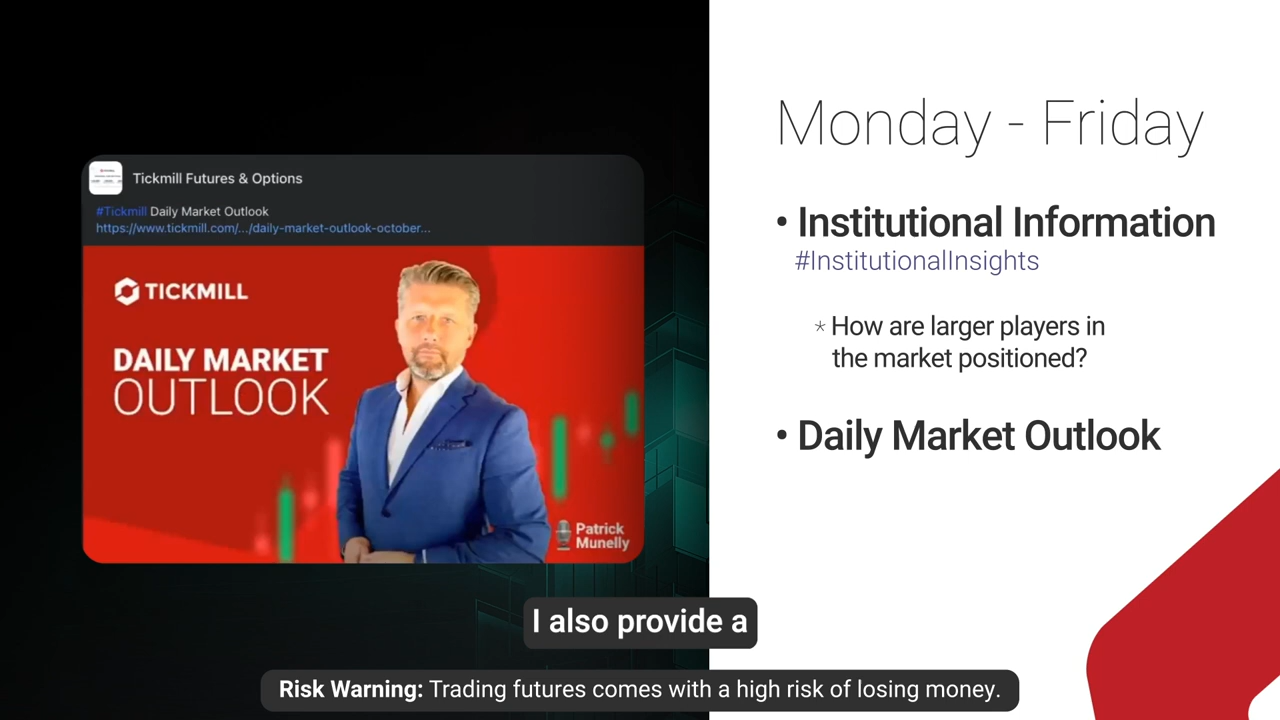 Tickmill Futures & Options
#Tickmill Daily Market Outlook
https://www.tickmill.com/.../daily-market-outlook-october...
TICKMILL
DAILY MARKET
OUTLOOK
Patrick
Munelly
Monday - Friday
• Institutional Information
#InstitutionalInsights
* How are larger players in
the market positioned?
• Daily Market Outlook
I also provide a
Risk Warning: Trading futures comes with a high risk of losing money.